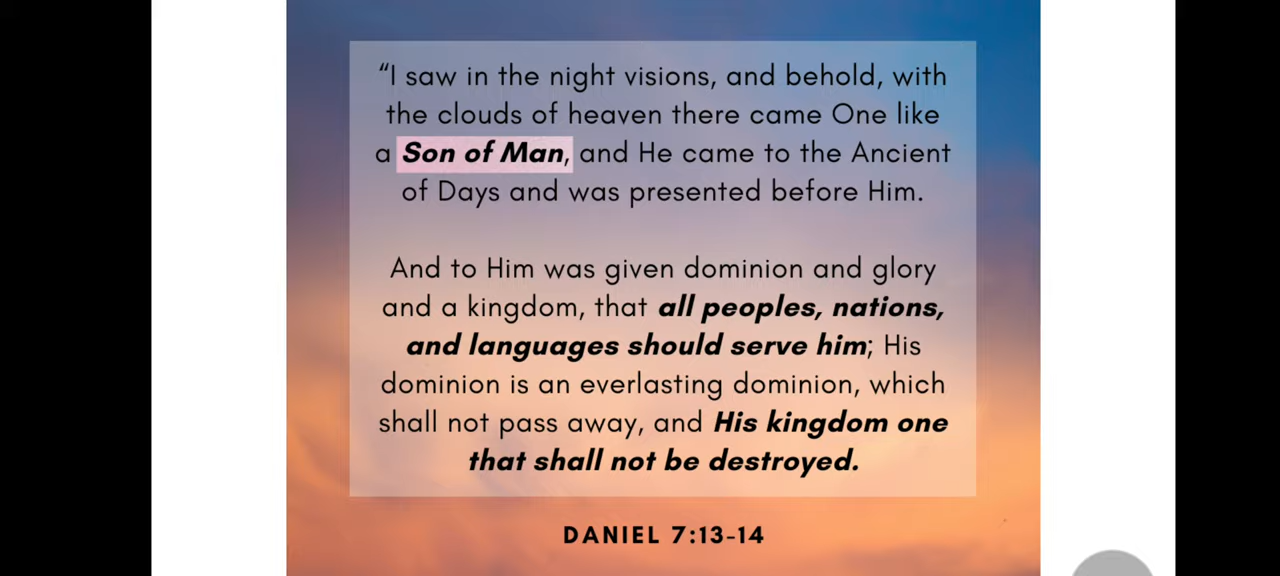 “I saw in the night visions, and behold, with
the clouds of heaven there came One like
a Son of Man, and He came to the Ancient
of Days and was presented before Him.
And to Him was given dominion and glory
and a kingdom, that all peoples, nations,
and languages should serve him; His
dominion is an everlasting dominion, which
shall not pass away, and His kingdom one
that shall not be destroyed.
DANIEL 7:13-14